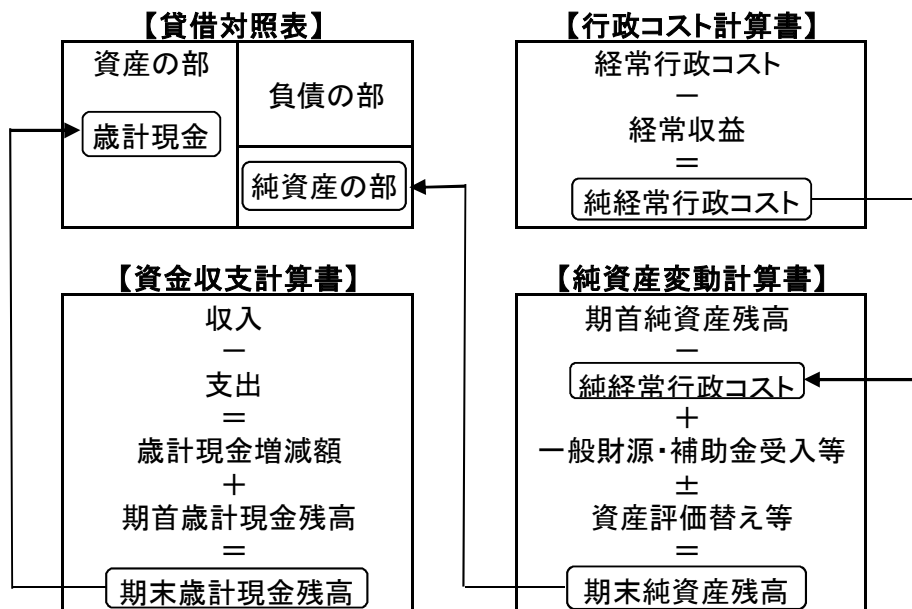 【貸借対照表】
資産の部
歳計現金
負債の部
純資産の部
【行政コスト計算書】
経常行政コスト
－
経常収益
＝
純経常行政コスト
【資金収支計算書】
収入
－
支出
＝
歳計現金増減額
＋
期首歳計現金残高
＝
期末歳計現金残高
【純資産変動計算書】
期首純資産残高
－
純経常行政コスト
＋
一般財源・補助金受入等
±
資産評価替え等
＝
期末純資産残高